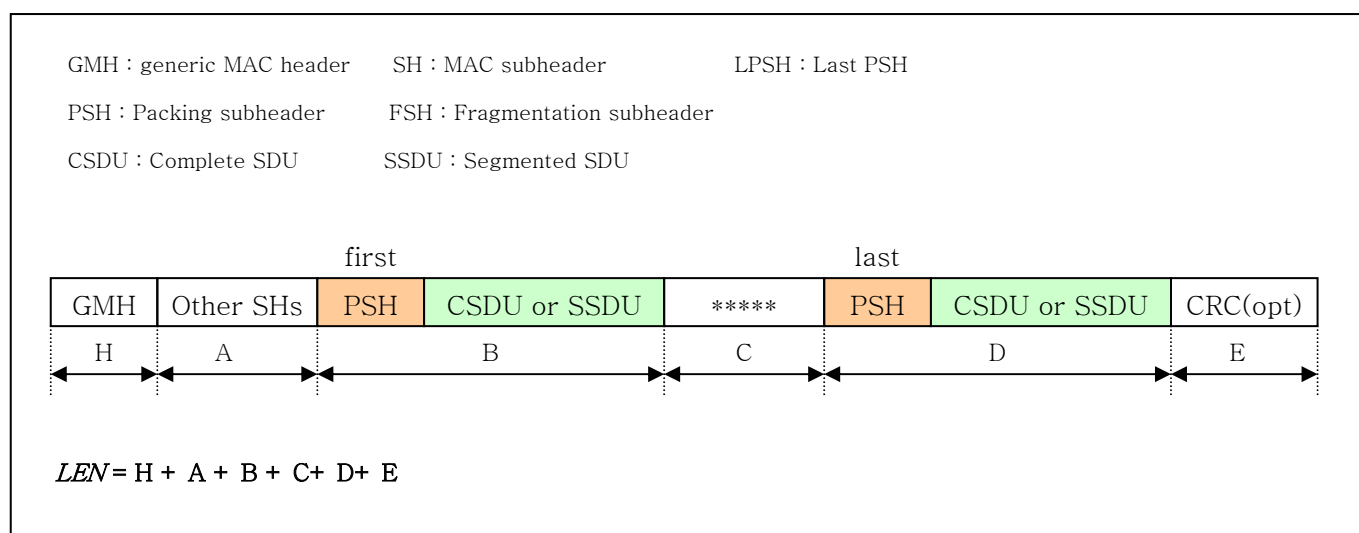 GMH : generic MAC header SH : MAC subheader LPSH : Last PSH
PSH : Packing subheader FSH : Fragmentation subheader
CSDU : Complete SDU SSDU : Segmented SDU
first last
GMH Other SHs PSH CSDU or SSDU ***** PSH CSDU or SSDU CRC(opt)
H A B C D E
LEN = H + A + B + C+ D+ E